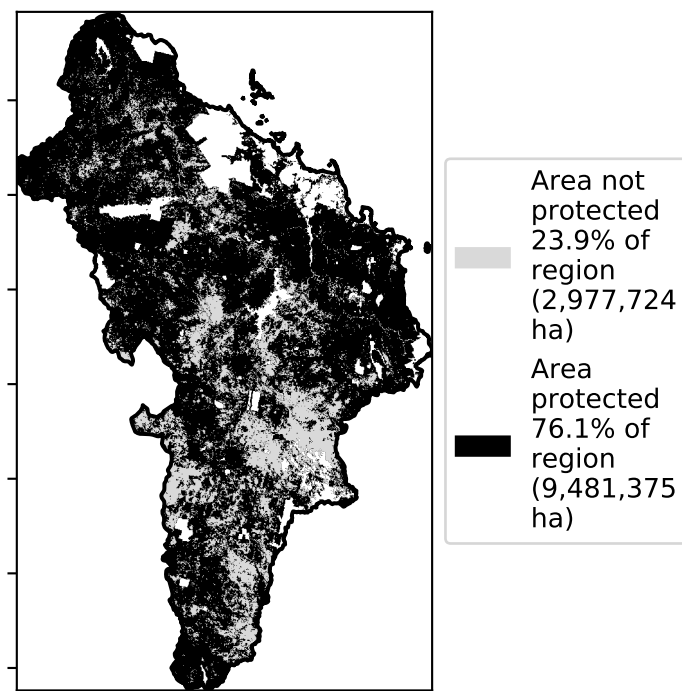 Area not
protected
23.9% of
region
(2,977,724
ha)
Area
protected
76.1% of
region
(9,481,375
ha)